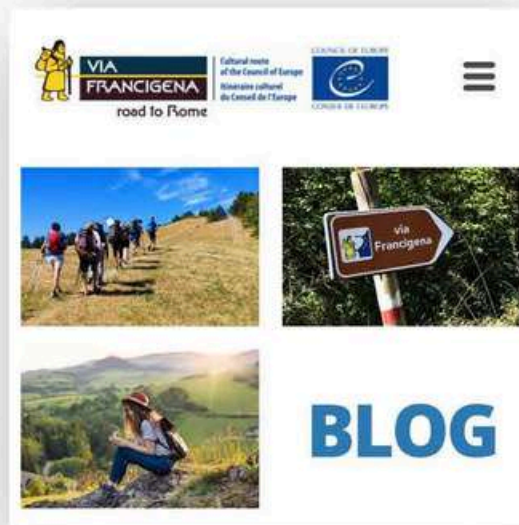 VIA
FRANCIGENA
road to Rome
Cultural route
of the Council of Europe
Itinéraire culturel
du Conseil de l'Europe
COUNCIL OF EUROPE
CONSEIL DE L'EUROPE
via
Francigena
BLOG